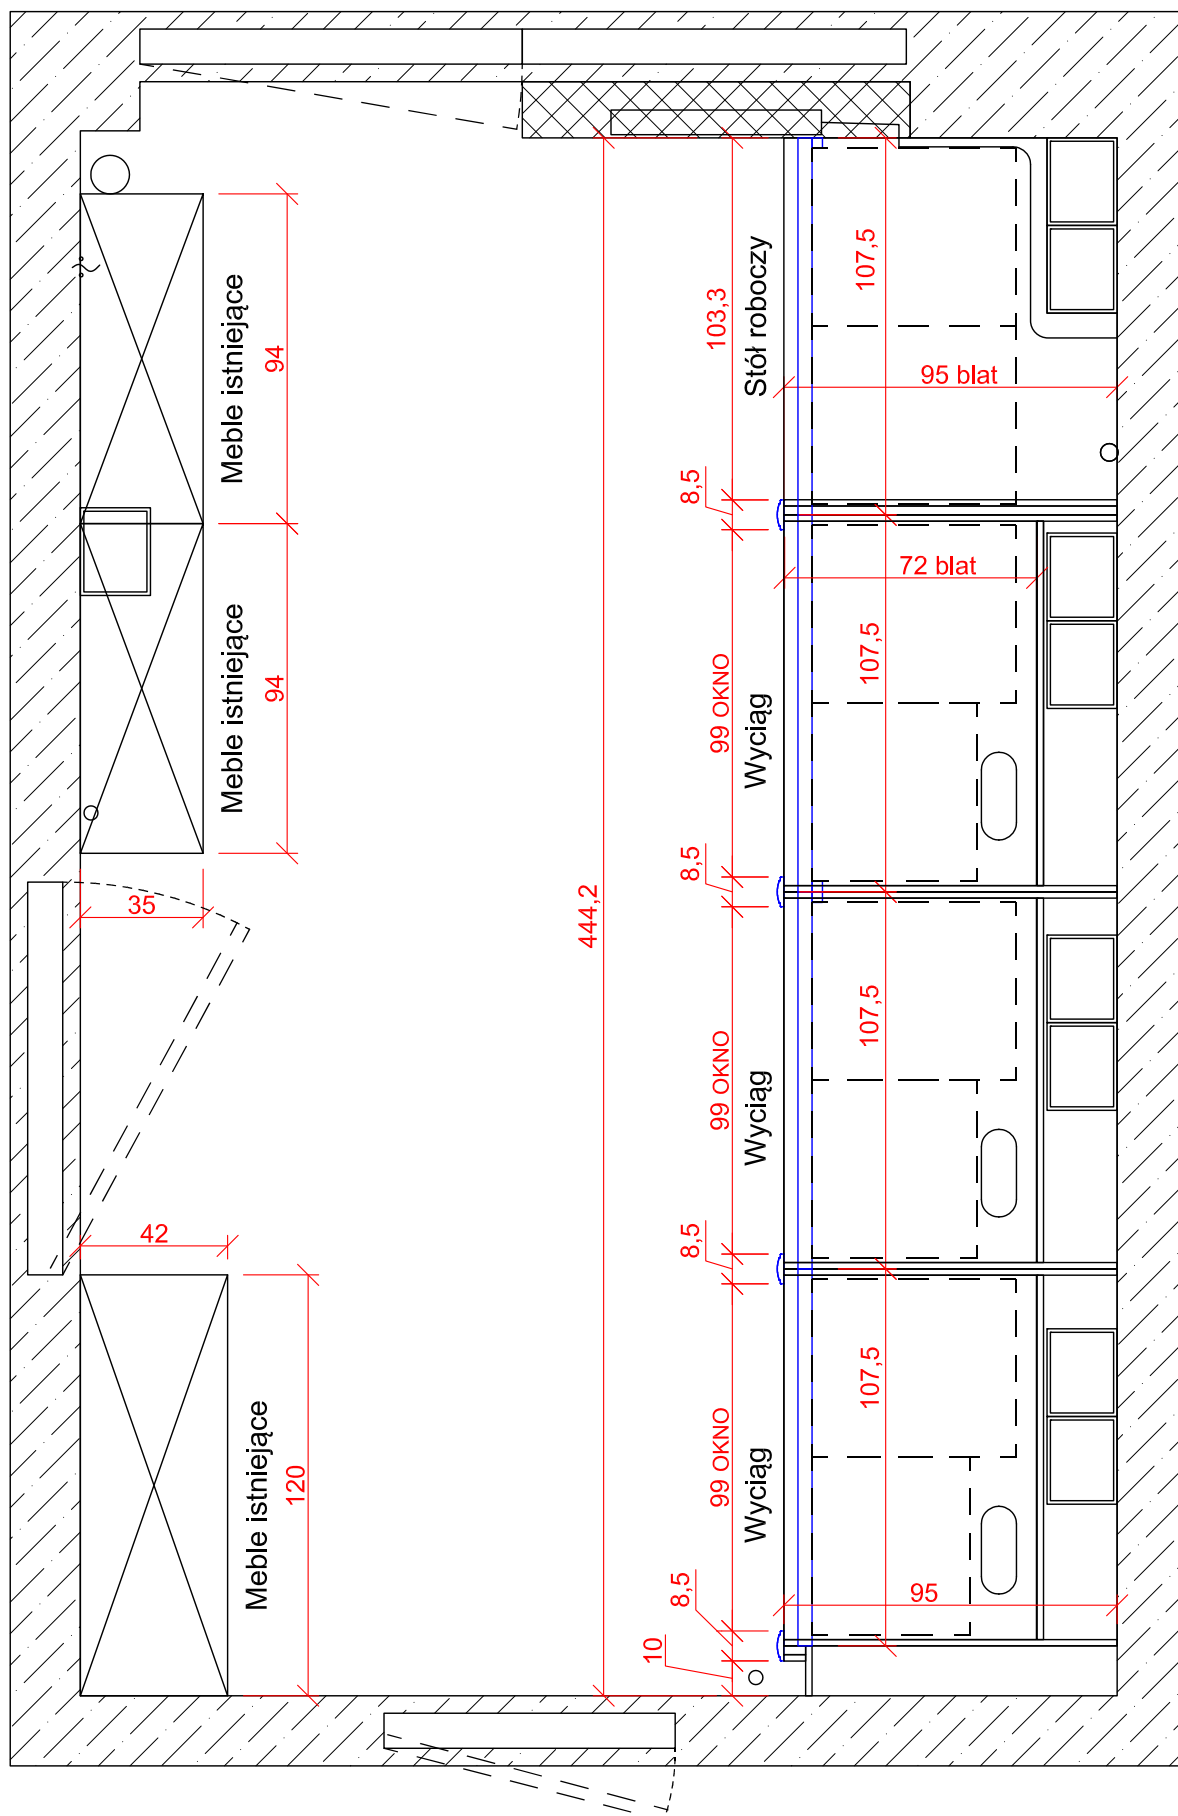 Meble istniejące
94
Meble istniejące
94
35
42
Meble istniejące
120
444,2
103,3
Stół roboczy
107,5
95 blat
8,5
72 blat
99 OKNO
Wyciąg
107,5
8,5
99 OKNO
Wyciąg
107,5
8,5
99 OKNO
Wyciąg
107,5
8,5
95
10